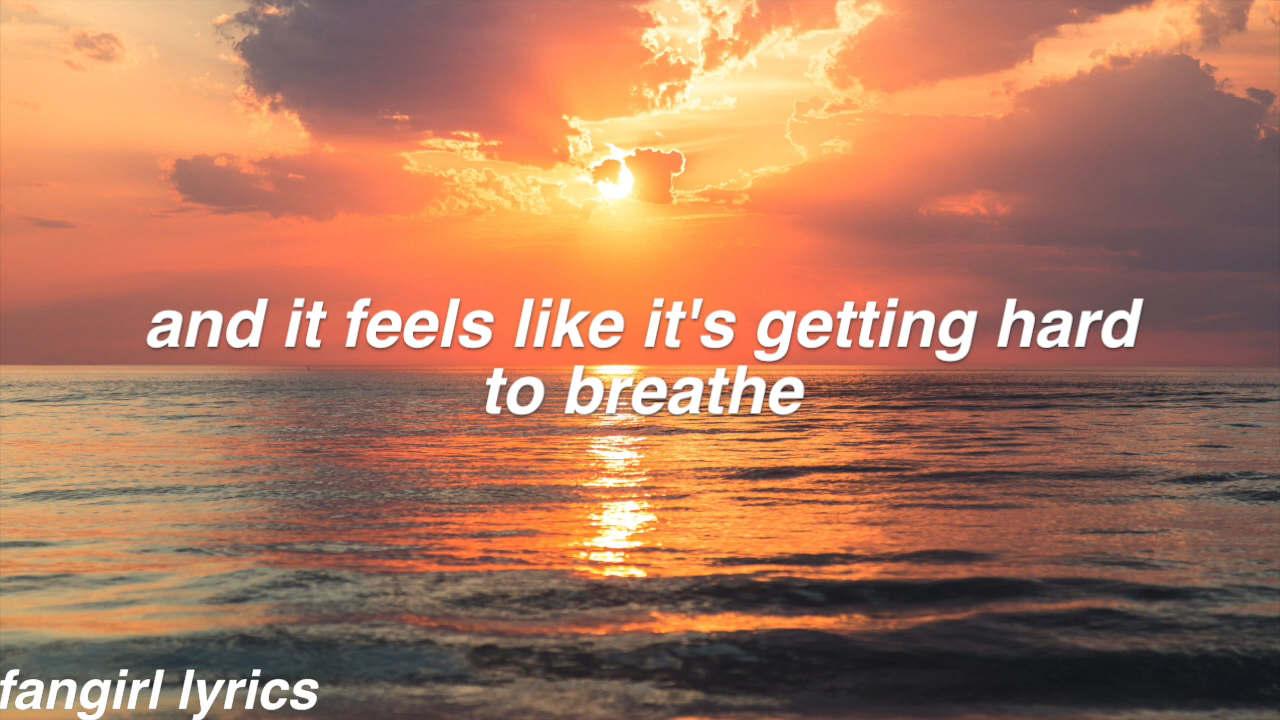 and it feels like it's getting hard
to breathe
fangirl lyrics